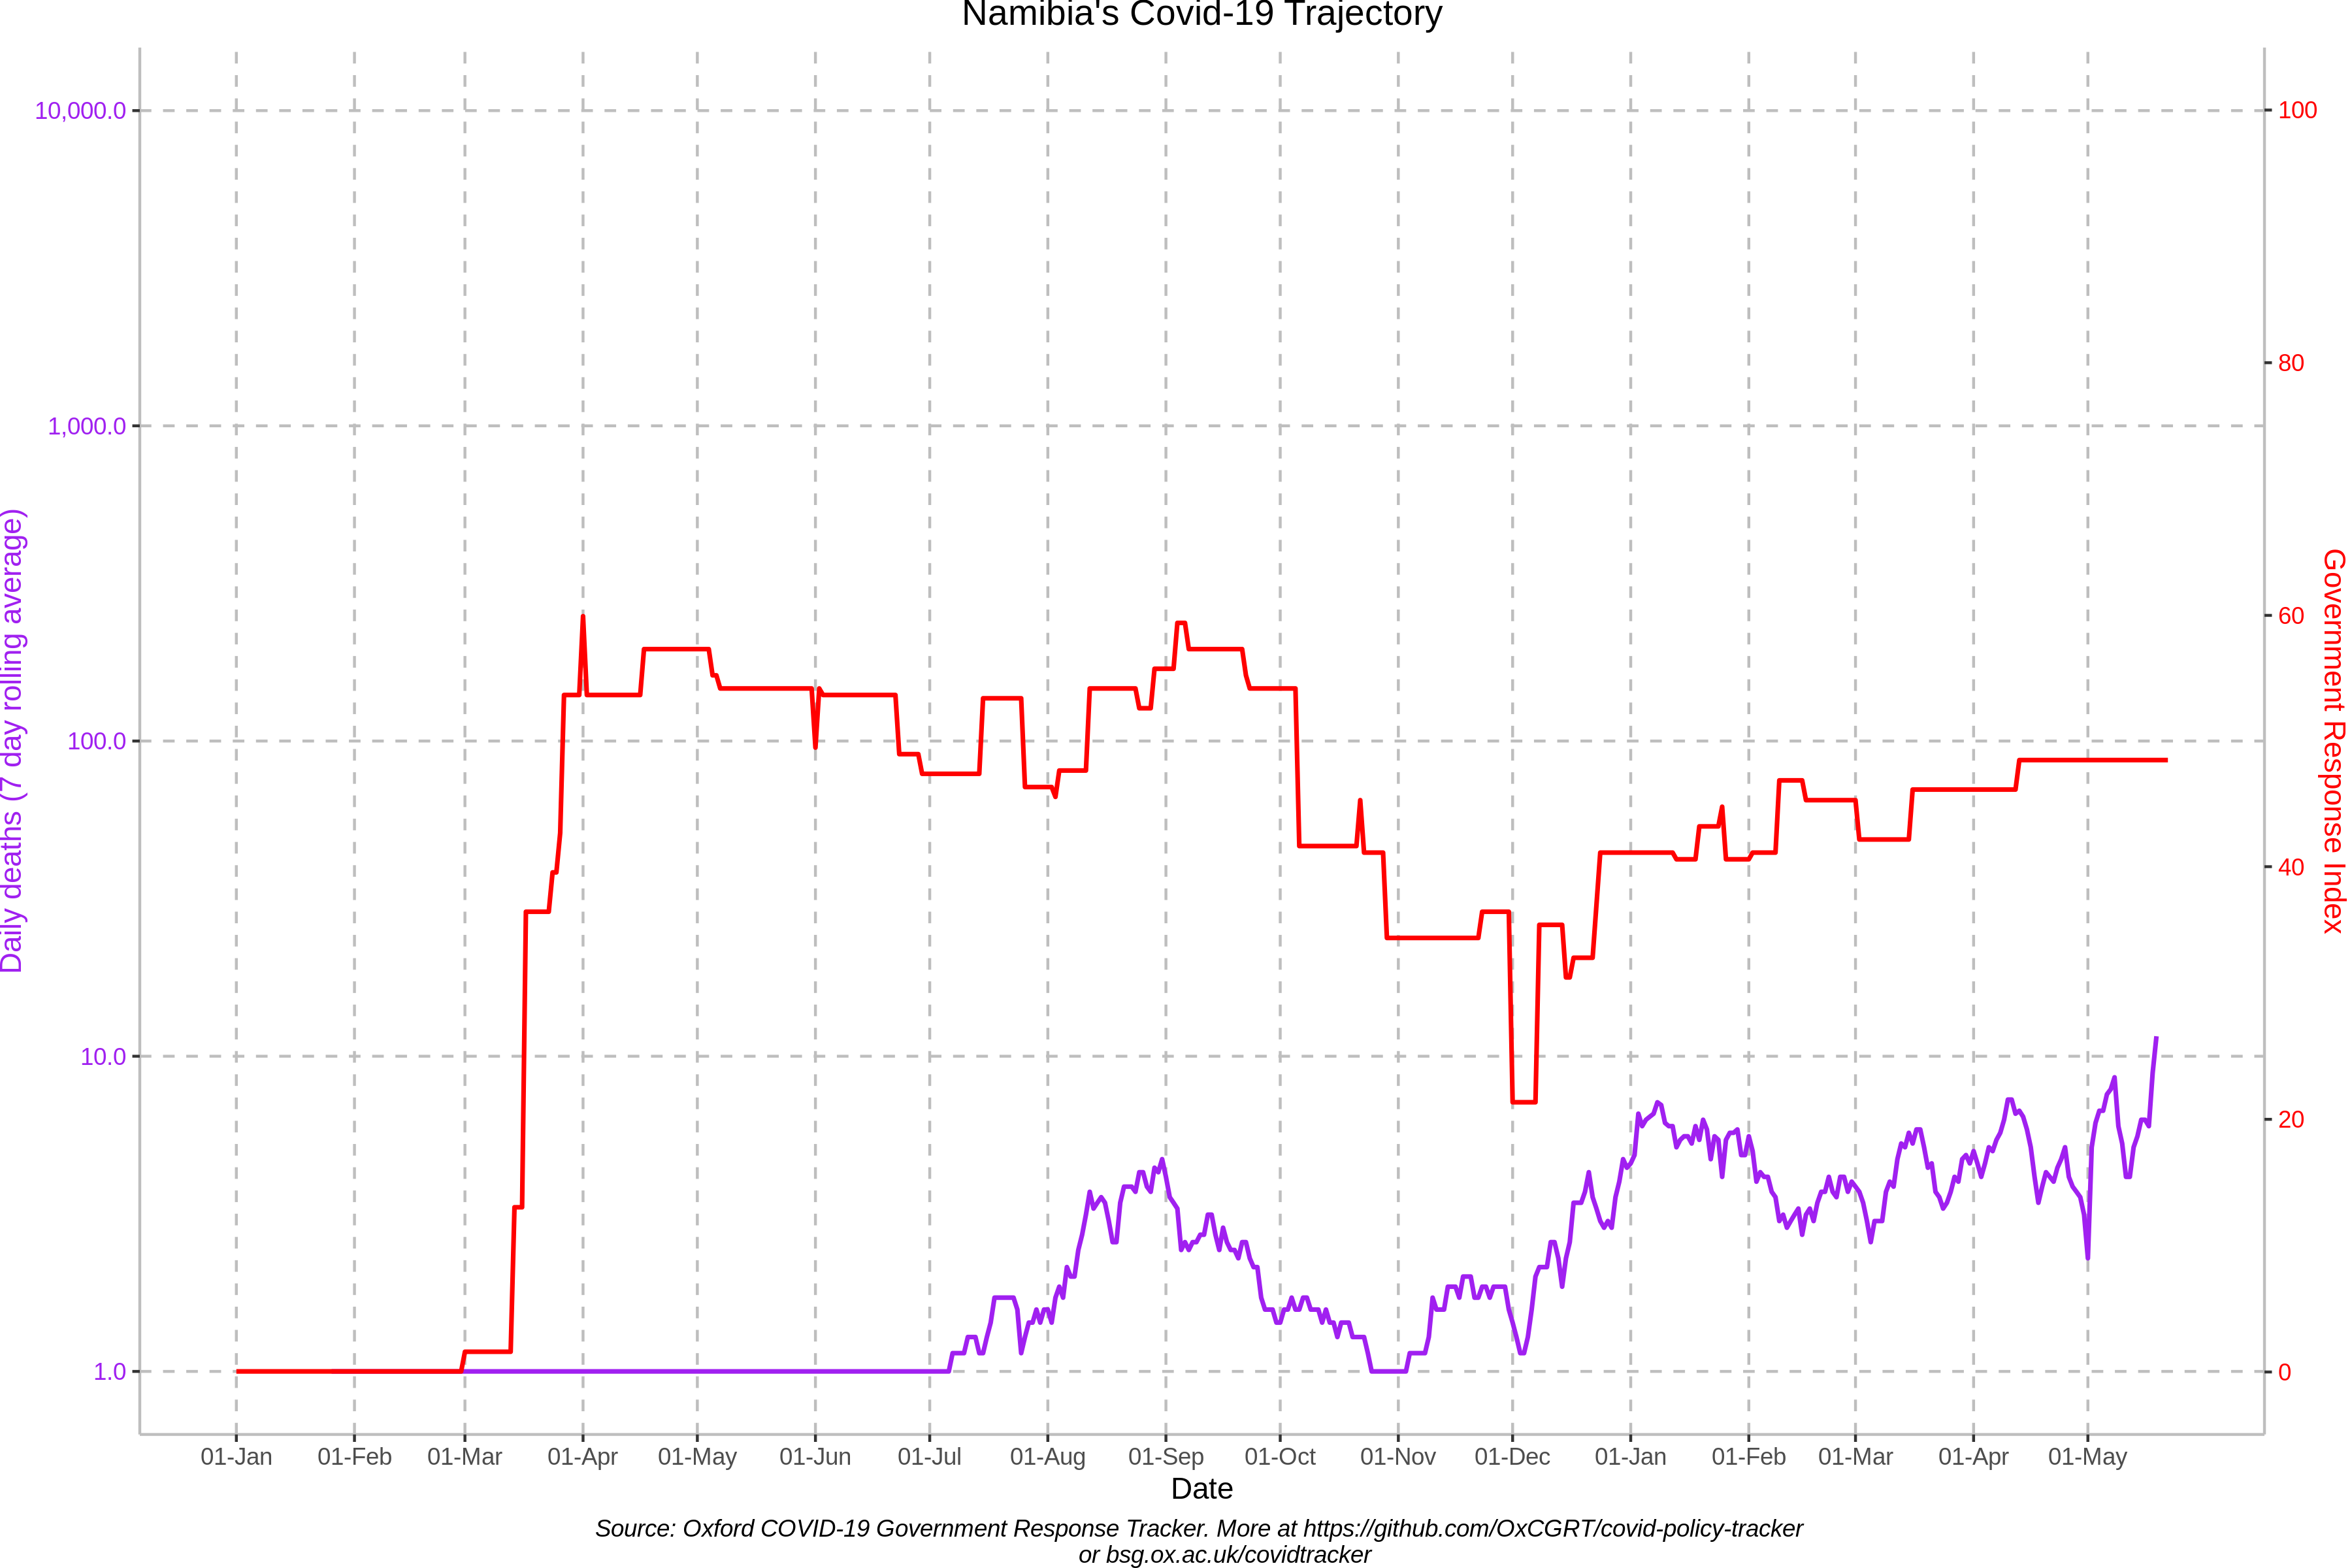 Namibia's Covid-19 Trajectory
10,000.0
1,000.0
100.0
10.0
1.0
Daily deaths (7 day rolling average)
100
80
60
40
20
0
Government Response Index
01-Jan
01-Feb
01-Mar
01-Apr
01-May
01-Jun
01-Jul
01-Aug
01-Sep
01-Oct
01-Nov
01-Dec
01-Jan
01-Feb
01-Mar
01-Apr
01-May
Date
Source: Oxford COVID-19 Government Response Tracker. More at https://github.com/OxCGRT/covid-policy-tracker
or bsg.ox.ac.uk/covidtracker